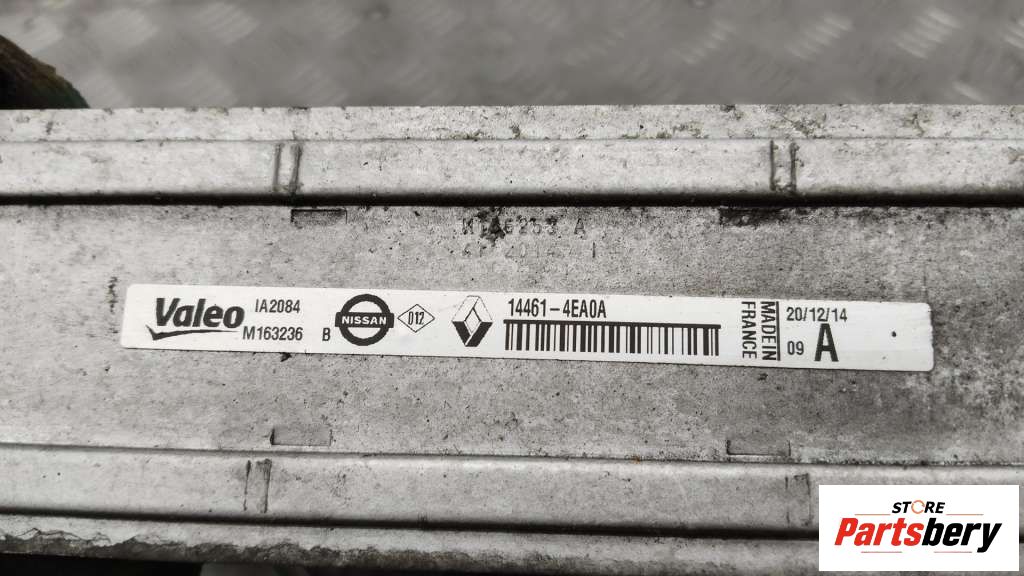 Valeo
IA2084
M163236 B
NISSAN
012
14461-4EA0A
MADE IN
FRANCE
20/12/14
09 A
STORE
Partsbery